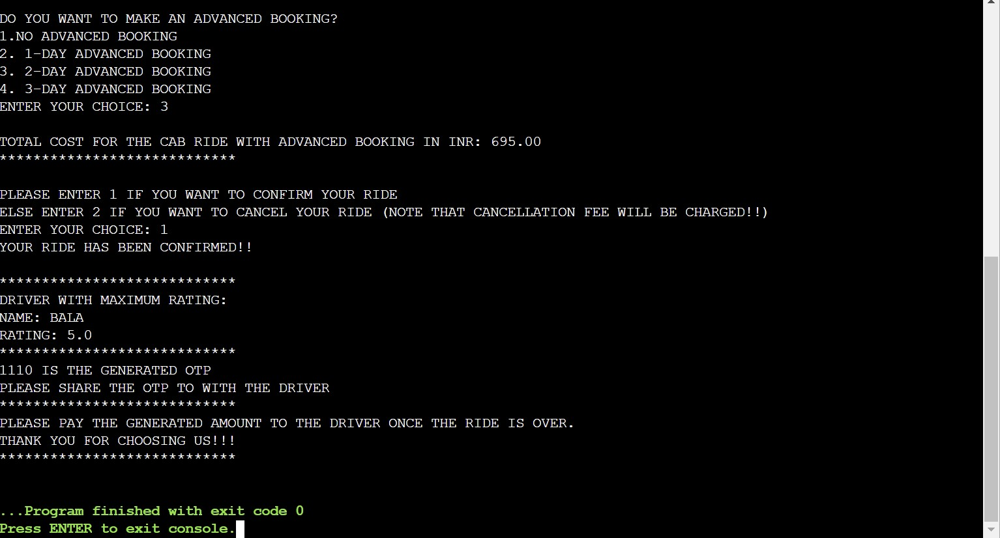 DO YOU WANT TO MAKE AN ADVANCED BOOKING?
1.NO ADVANCED BOOKING
2. 1-DAY ADVANCED BOOKING
3. 2-DAY ADVANCED BOOKING
4. 3-DAY ADVANCED BOOKING
ENTER YOUR CHOICE: 3
TOTAL COST FOR THE CAB RIDE WITH ADVANCED BOOKING IN INR: 695.00
****************************
PLEASE ENTER 1 IF YOU WANT TO CONFIRM YOUR RIDE
ELSE ENTER 2 IF YOU WANT TO CANCEL YOUR RIDE (NOTE THAT CANCELLATION FEE WILL BE CHARGED!!)
ENTER YOUR CHOICE: 1
YOUR RIDE HAS BEEN CONFIRMED!!
****************************
DRIVER WITH MAXIMUM RATING:
NAME: BALA
RATING: 5.0
****************************
1110 IS THE GENERATED OTP
PLEASE SHARE THE OTP TO WITH THE DRIVER
****************************
PLEASE PAY THE GENERATED AMOUNT TO THE DRIVER ONCE THE RIDE IS OVER.
THANK YOU FOR CHOOSING US!!!
****************************
...Program finished with exit code 0
Press ENTER to exit console.